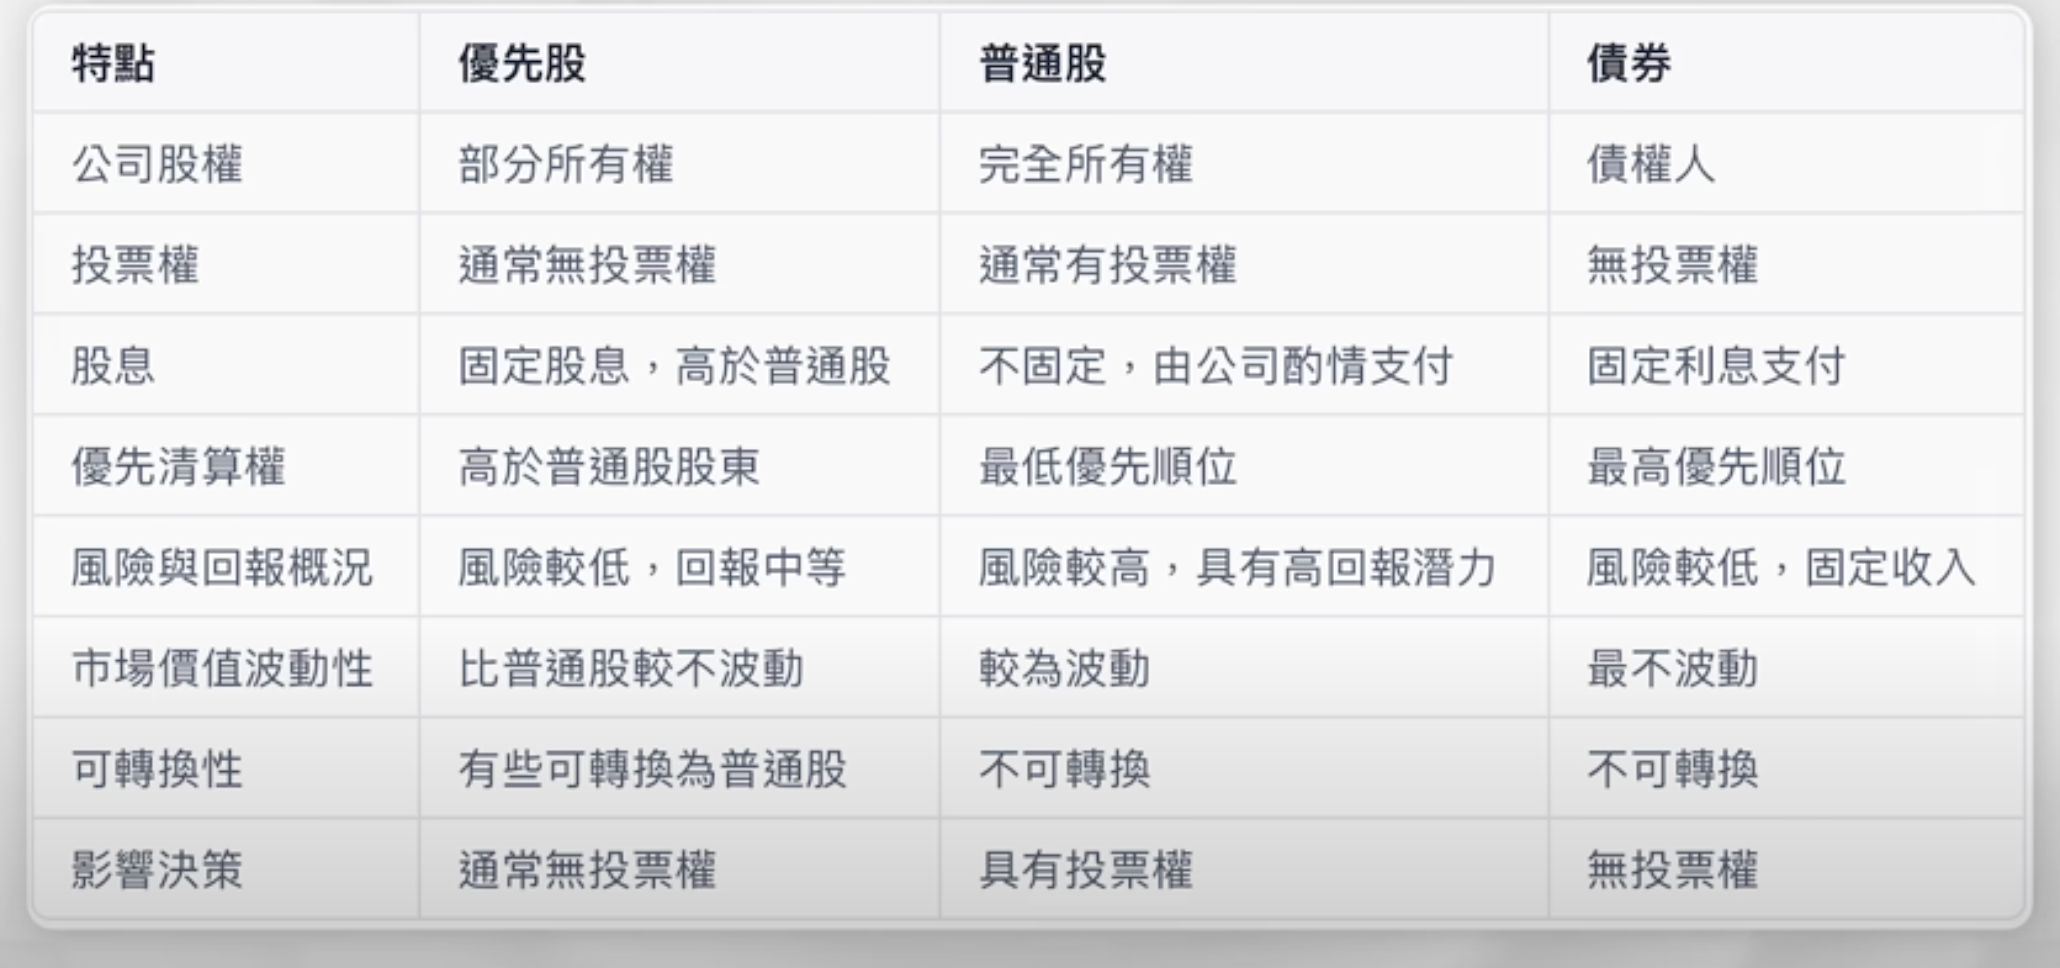 特點 優先股 普通股 債券
公司股權 部分所有權 完全所有權 債權人
投票權 通常無投票權 通常有投票權 無投票權
股息 固定股息，高於普通股 不固定，由公司酌情支付 固定利息支付
優先清算權 高於普通股股東 最低優先順位 最高優先順位
風險與回報概況 風險較低，回報中等 風險較高，具有高回報潛力 風險較低，固定收入
市場價值波動性 比普通股較不波動 較為波動 最不波動
可轉換性 有些可轉換為普通股 不可轉換 不可轉換
影響決策 通常無投票權 具有投票權 無投票權